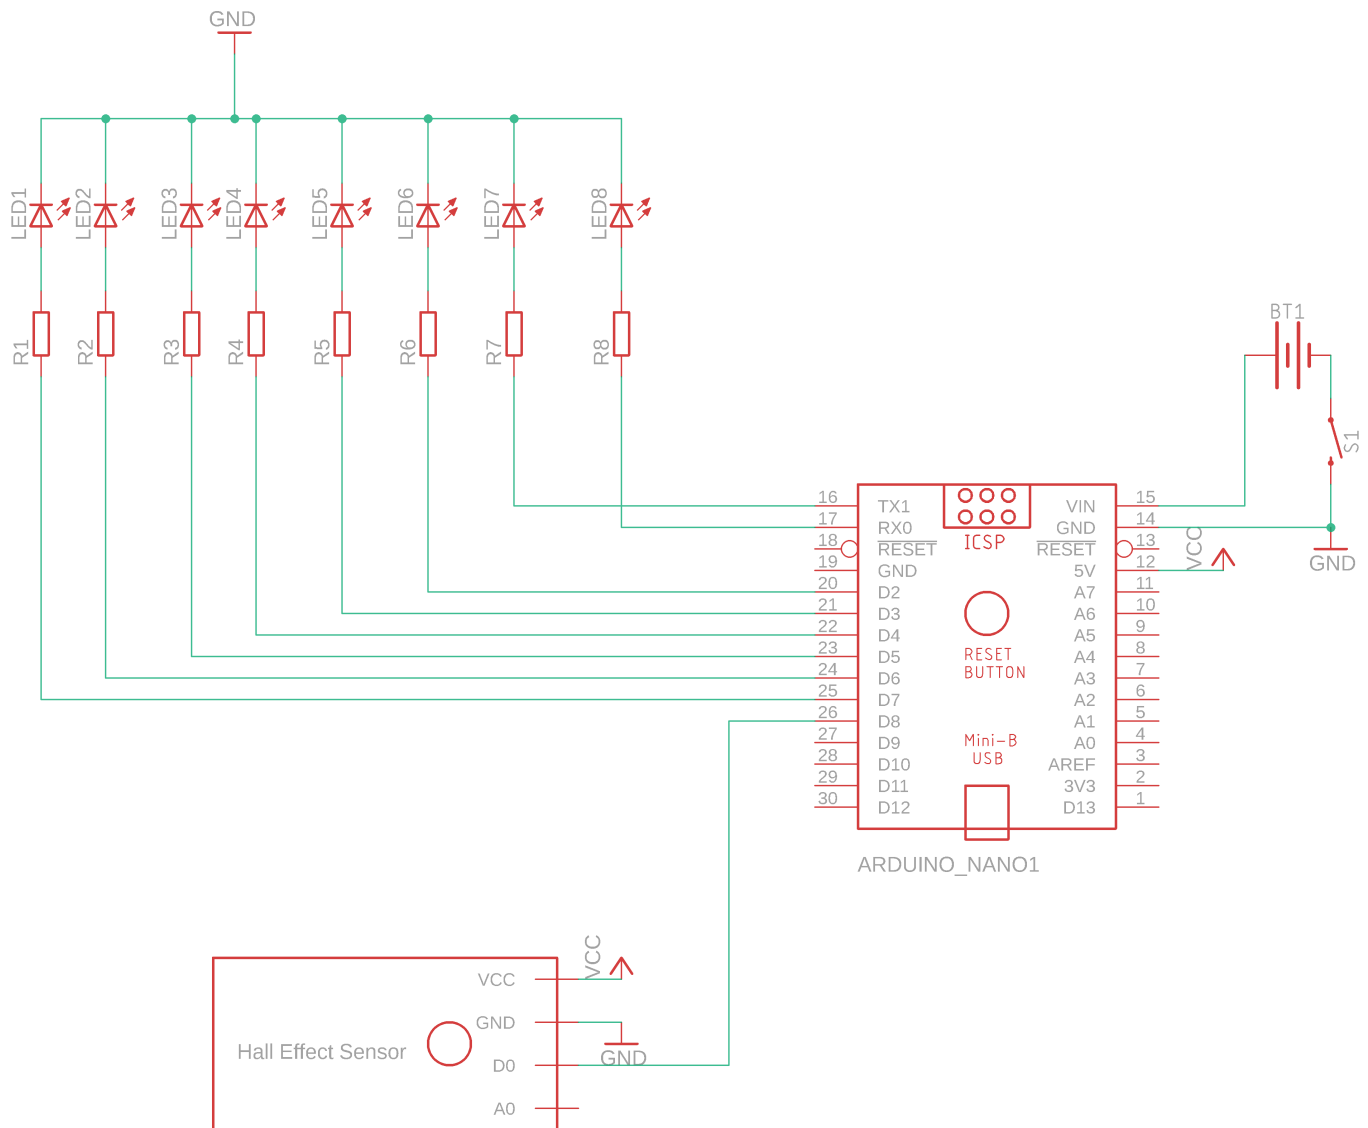 GND
LED1
LED2
LED3
LED4
LED5
LED6
LED7
LED8
R1
R2
R3
R4
R5
R6
R7
R8
BT1
S1
GND
VCC
16 TX1
17 RX0
18 RESET
19 GND
20 D2
21 D3
22 D4
23 D5
24 D6
25 D7
26 D8
27 D9
28 D10
29 D11
30 D12
ICSP
RESET
BUTTON
Mini-B
USB
VIN 15
GND 14
RESET 13
5V 12
A7 11
A6 10
A5 9
A4 8
A3 7
A2 6
A1 5
A0 4
AREF 3
3V3 2
D13 1
ARDUINO_NANO1
VCC
VCC
GND
GND
Hall Effect Sensor
D0
A0